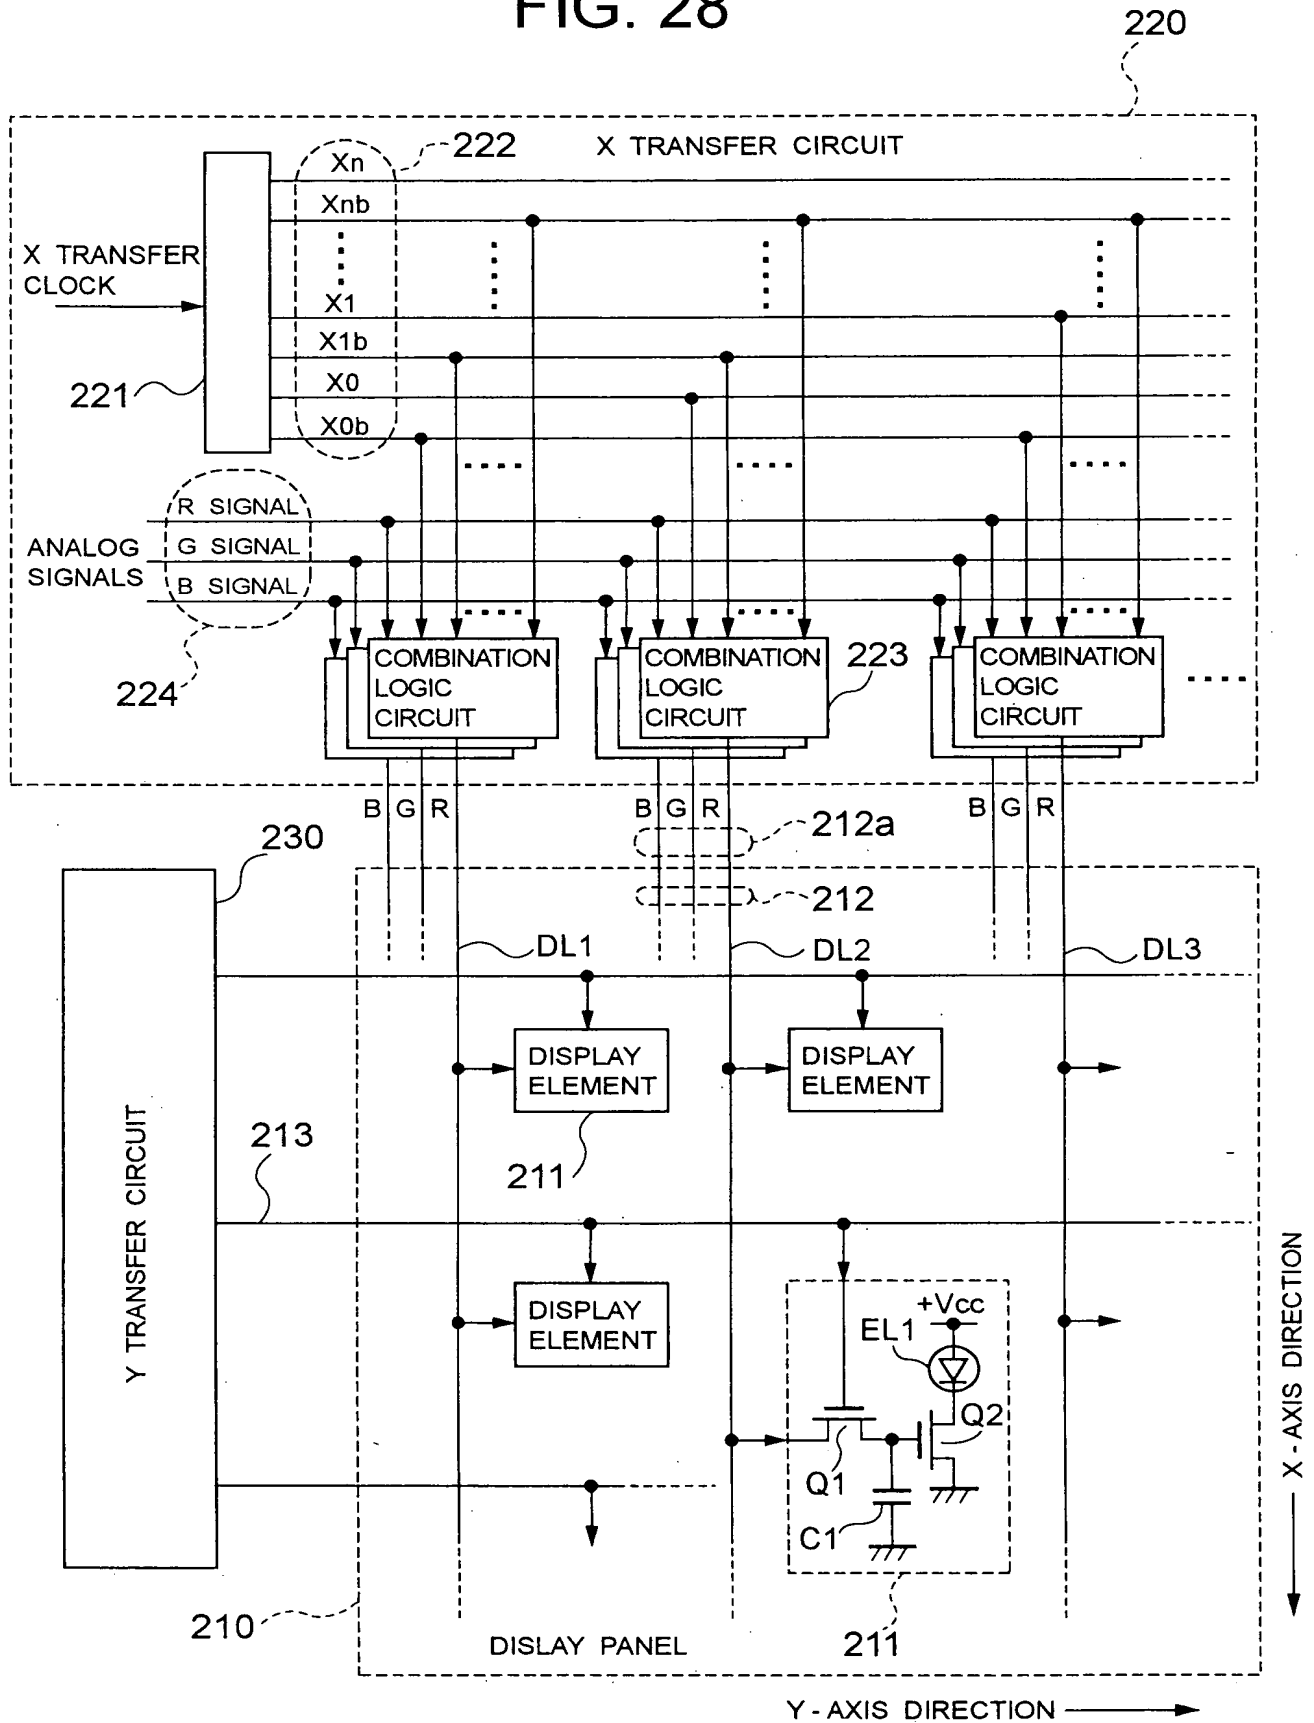 FIG. 28
220
X TRANSFER CIRCUIT
222
Xn
Xnb
X TRANSFER
CLOCK
X1
X1b
X0
X0b
221
R SIGNAL
G SIGNAL
B SIGNAL
ANALOG
SIGNALS
224
COMBINATION
LOGIC
CIRCUIT
COMBINATION
LOGIC
CIRCUIT
223
COMBINATION
LOGIC
CIRCUIT
B G R
B G R
B G R
212a
212
230
DL1
DL2
DL3
DISPLAY
ELEMENT
DISPLAY
ELEMENT
211
213
Y TRANSFER CIRCUIT
DISPLAY
ELEMENT
+Vcc
EL1
Q2
Q1
C1
211
210
DISLAY PANEL
X - AXIS DIRECTION
Y - AXIS DIRECTION